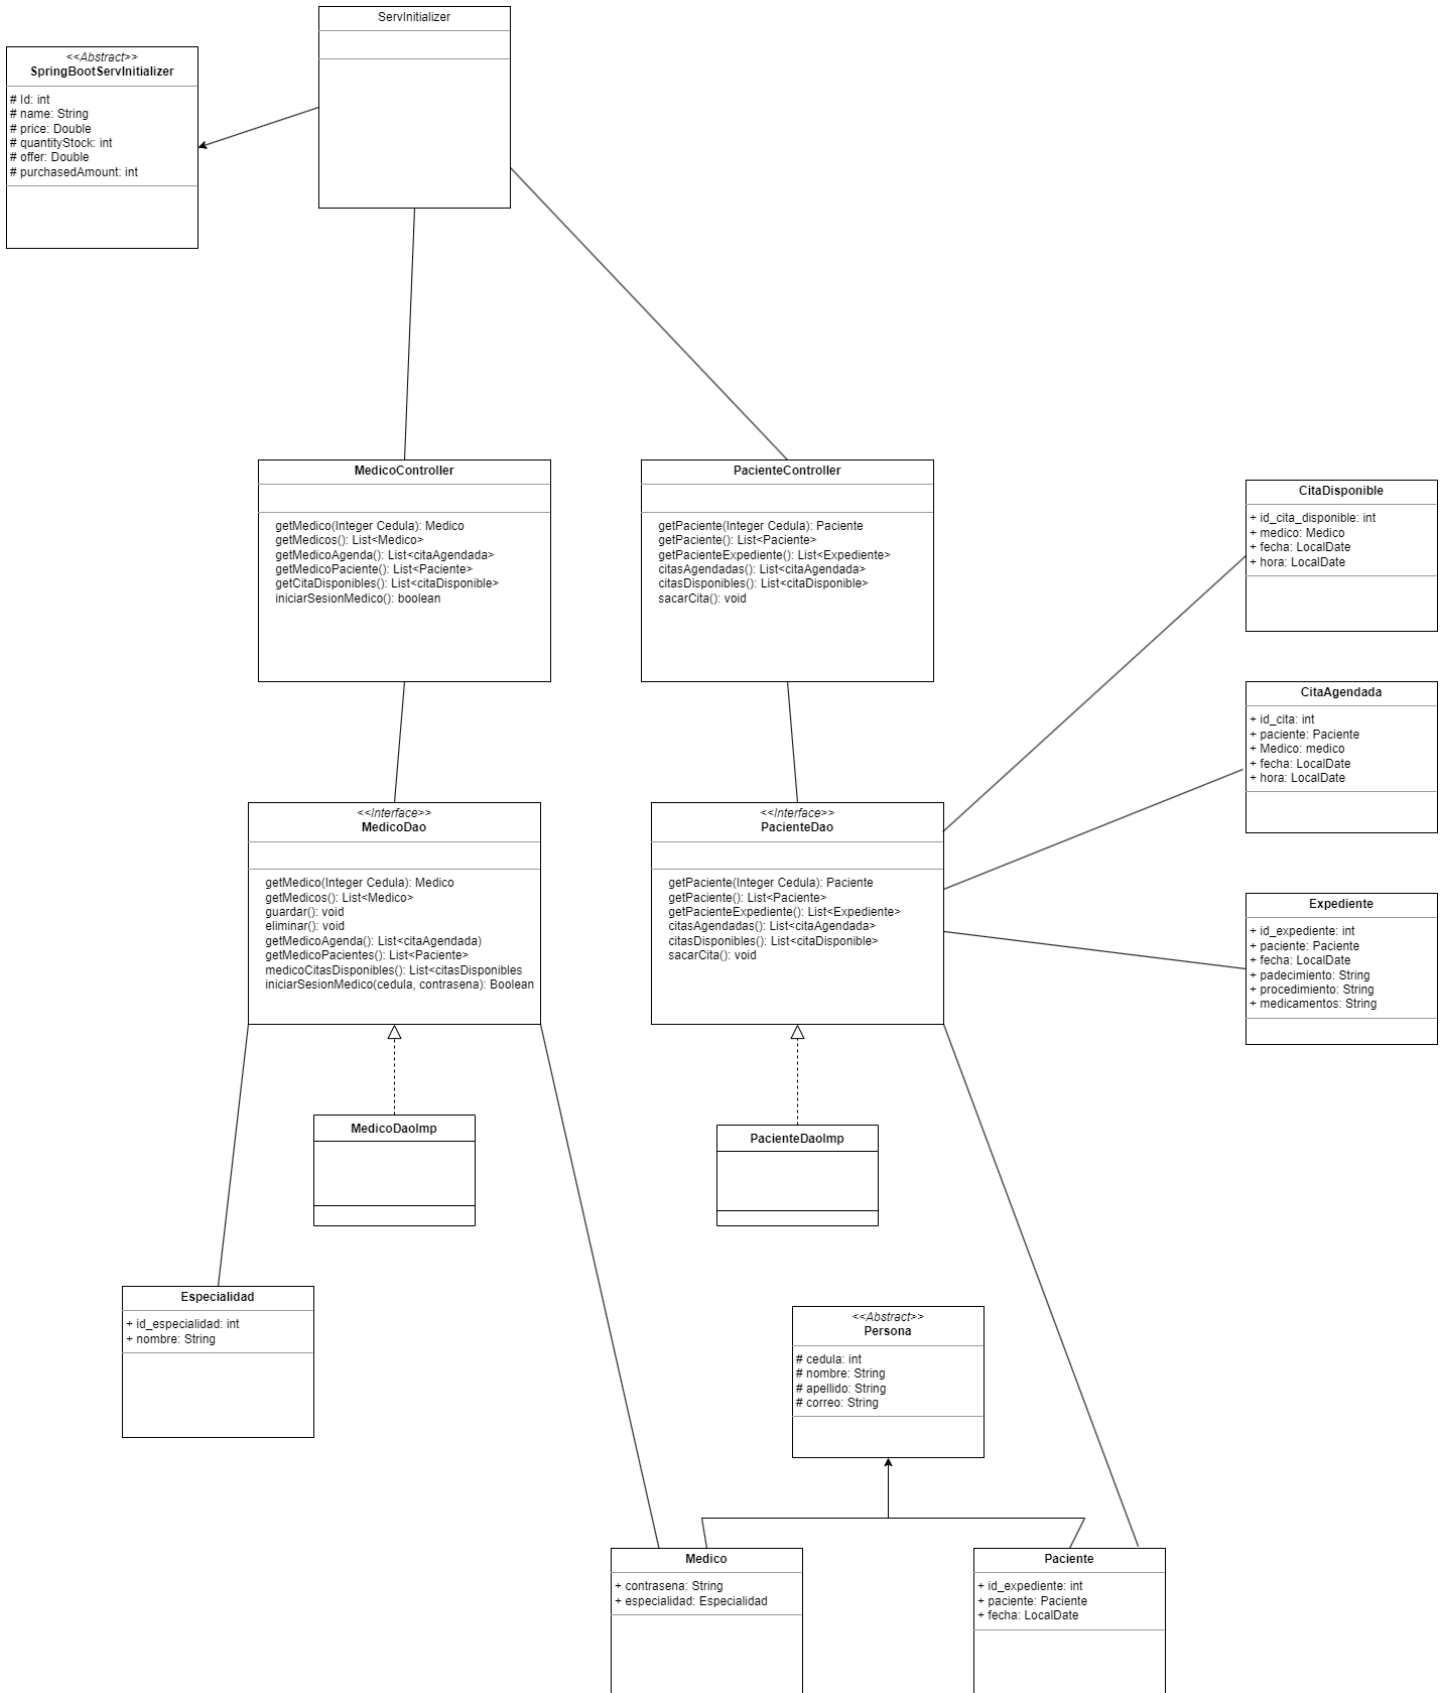 ServInitializer
<<Abstract>>
SpringBootServInitializer
# Id: int
# name: String
# price: Double
# quantityStock: int
# offer: Double
# purchasedAmount: int
MedicoController
getMedico(Integer Cedula): Medico
getMedicos(): List<Medico>
getMedicoAgenda(): List<citaAgendada>
getMedicoPaciente(): List<Paciente>
getCitaDisponibles(): List<citaDisponible>
iniciarSesionMedico(): boolean
PacienteController
getPaciente(Integer Cedula): Paciente
getPaciente(): List<Paciente>
getPacienteExpediente(): List<Expediente>
citasAgendadas(): List<citaAgendada>
citasDisponibles(): List<citaDisponible>
sacarCita(): void
CitaDisponible
+ id_cita_disponible: int
+ medico: Medico
+ fecha: LocalDate
+ hora: LocalDate
CitaAgendada
+ id_cita: int
+ paciente: Paciente
+ Medico: medico
+ fecha: LocalDate
+ hora: LocalDate
<<Interface>>
MedicoDao
getMedico(Integer Cedula): Medico
getMedicos(): List<Medico>
guardar(): void
eliminar(): void
getMedicoAgenda(): List<citaAgendada)
getMedicoPacientes(): List<Paciente>
medicoCitasDisponibles(): List<citasDisponibles
iniciarSesionMedico(cedula, contrasena): Boolean
<<Interface>>
PacienteDao
getPaciente(Integer Cedula): Paciente
getPaciente(): List<Paciente>
getPacienteExpediente(): List<Expediente>
citasAgendadas(): List<citaAgendada>
citasDisponibles(): List<citaDisponible>
sacarCita(): void
Expediente
+ id_expediente: int
+ paciente: Paciente
+ fecha: LocalDate
+ padecimiento: String
+ procedimiento: String
+ medicamentos: String
MedicoDaoImp
PacienteDaoImp
Especialidad
+ id_especialidad: int
+ nombre: String
<<Abstract>>
Persona
# cedula: int
# nombre: String
# apellido: String
# correo: String
Medico
+ contrasena: String
+ especialidad: Especialidad
Paciente
+ id_expediente: int
+ paciente: Paciente
+ fecha: LocalDate